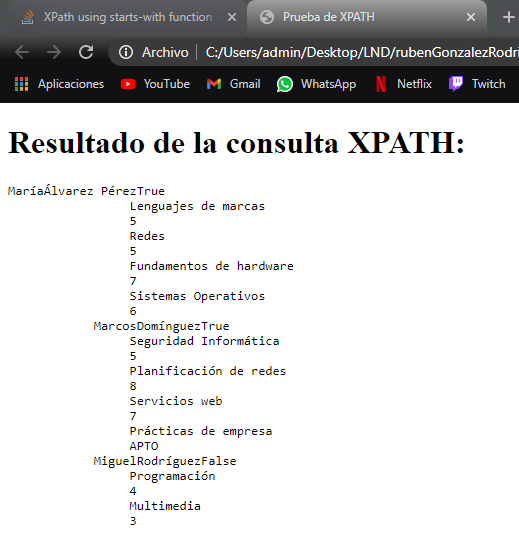 XPath using starts-with function
Prueba de XPATH
Archivo C:/Users/admin/Desktop/LND/rubenGonzalezRodrí
Aplicaciones YouTube Gmail WhatsApp Netflix Twitch
Resultado de la consulta XPATH:
MaríaÁlvarez PérezTrue
Lenguajes de marcas
5
Redes
5
Fundamentos de hardware
7
Sistemas Operativos
6
MarcosDomínguezTrue
Seguridad Informática
5
Planificación de redes
8
Servicios web
7
Prácticas de empresa
APTO
MiguelRodríguezFalse
Programación
4
Multimedia
3